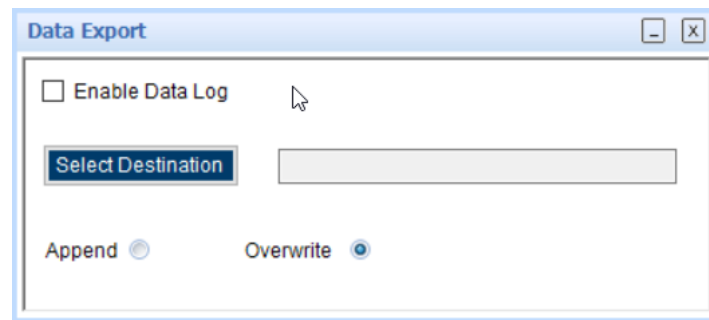 Data Export
Enable Data Log
Select Destination
Append Overwrite